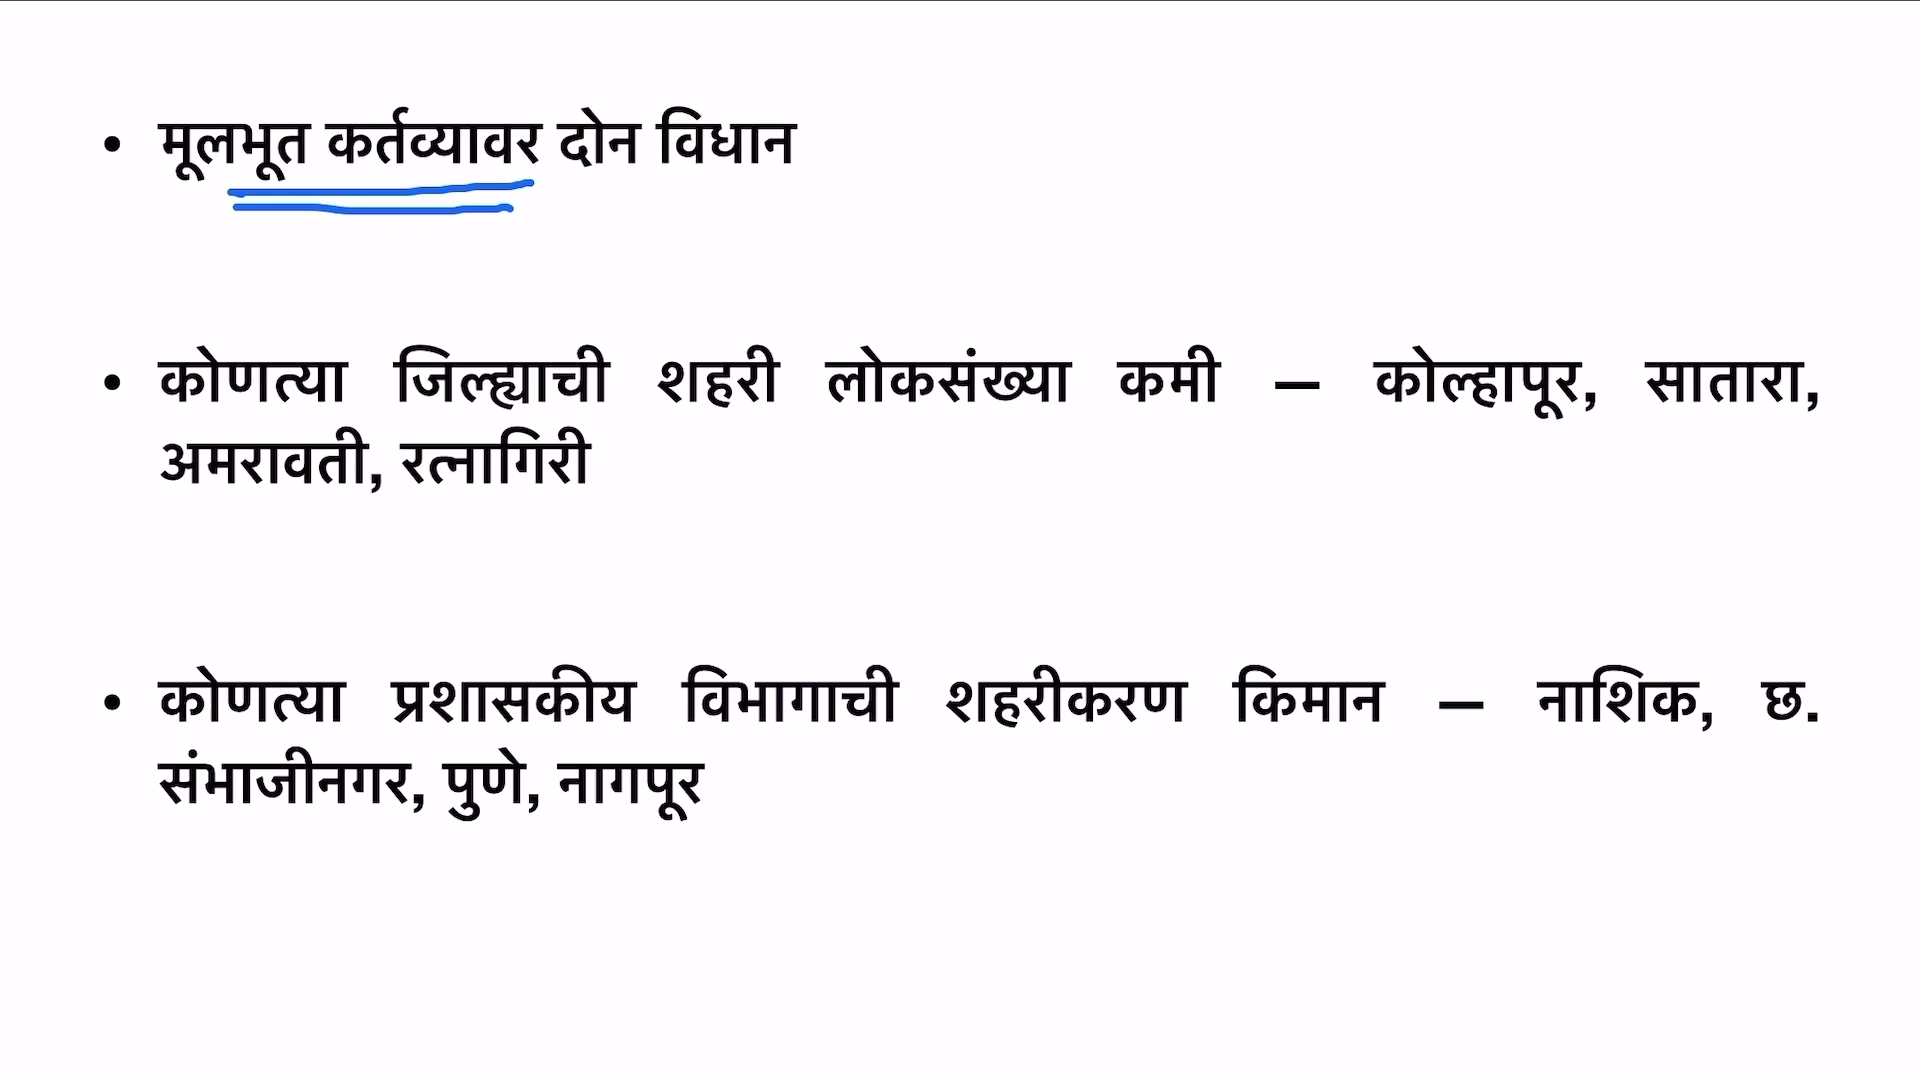 • मूलभूत कर्तव्यावर दोन विधान
• कोणत्या जिल्ह्याची शहरी लोकसंख्या कमी – कोल्हापूर, सातारा,
अमरावती, रत्नागिरी
• कोणत्या प्रशासकीय विभागाची शहरीकरण किमान – नाशिक, छ.
संभाजीनगर, पुणे, नागपूर